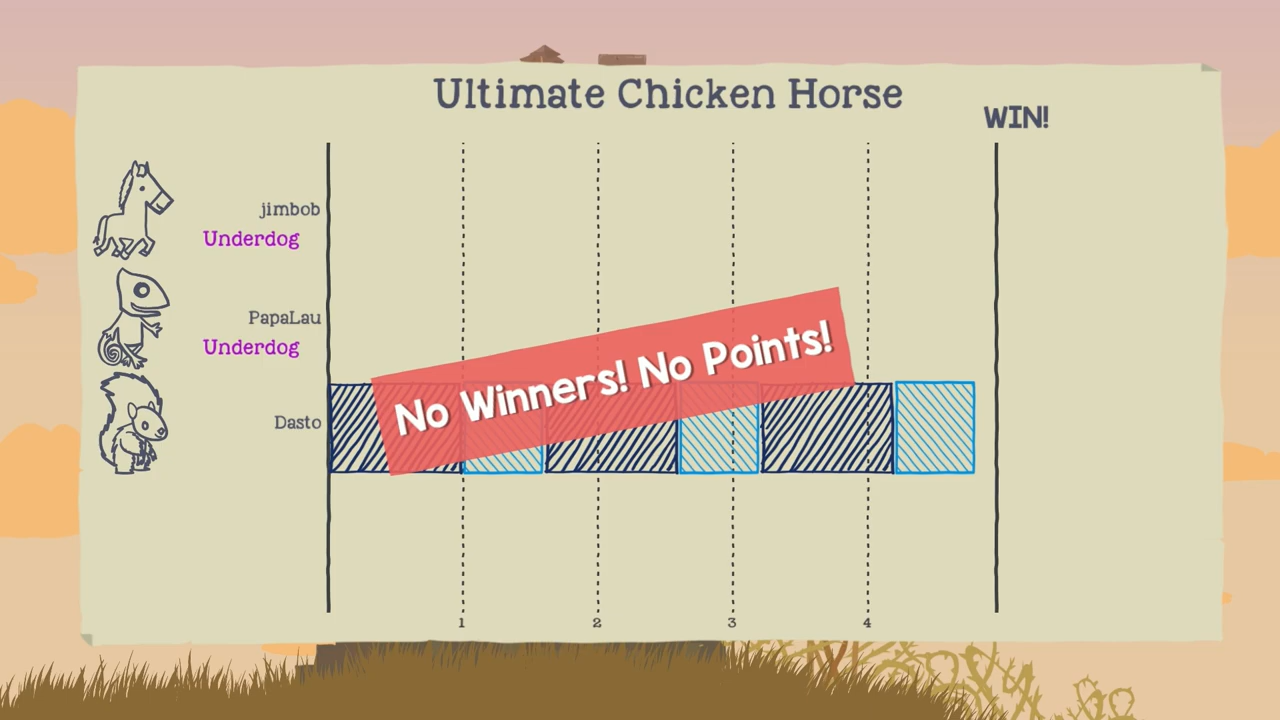 Ultimate Chicken Horse
WIN!
jimbob
Underdog
PapaLau
Underdog
No Winners! No Points!
Dasto
1 2 3 4